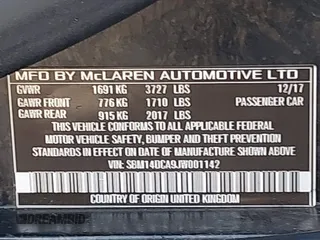 MFD BY McLAREN AUTOMOTIVE LTD
GVWR 1691 KG 3727 LBS 12/17
GAWR FRONT 776 KG 1710 LBS PASSENGER CAR
GAWR REAR 915 KG 2017 LBS
THIS VEHICLE CONFORMS TO ALL APPLICABLE FEDERAL
MOTOR VEHICLE SAFETY, BUMPER AND THEFT PREVENTION
STANDARDS IN EFFECT ON DATE OF MANUFACTURE SHOWN ABOVE
VIN: SBM14DCA9JW001142
COUNTRY OF ORIGIN UNITED KINGDOM
DREAMBID